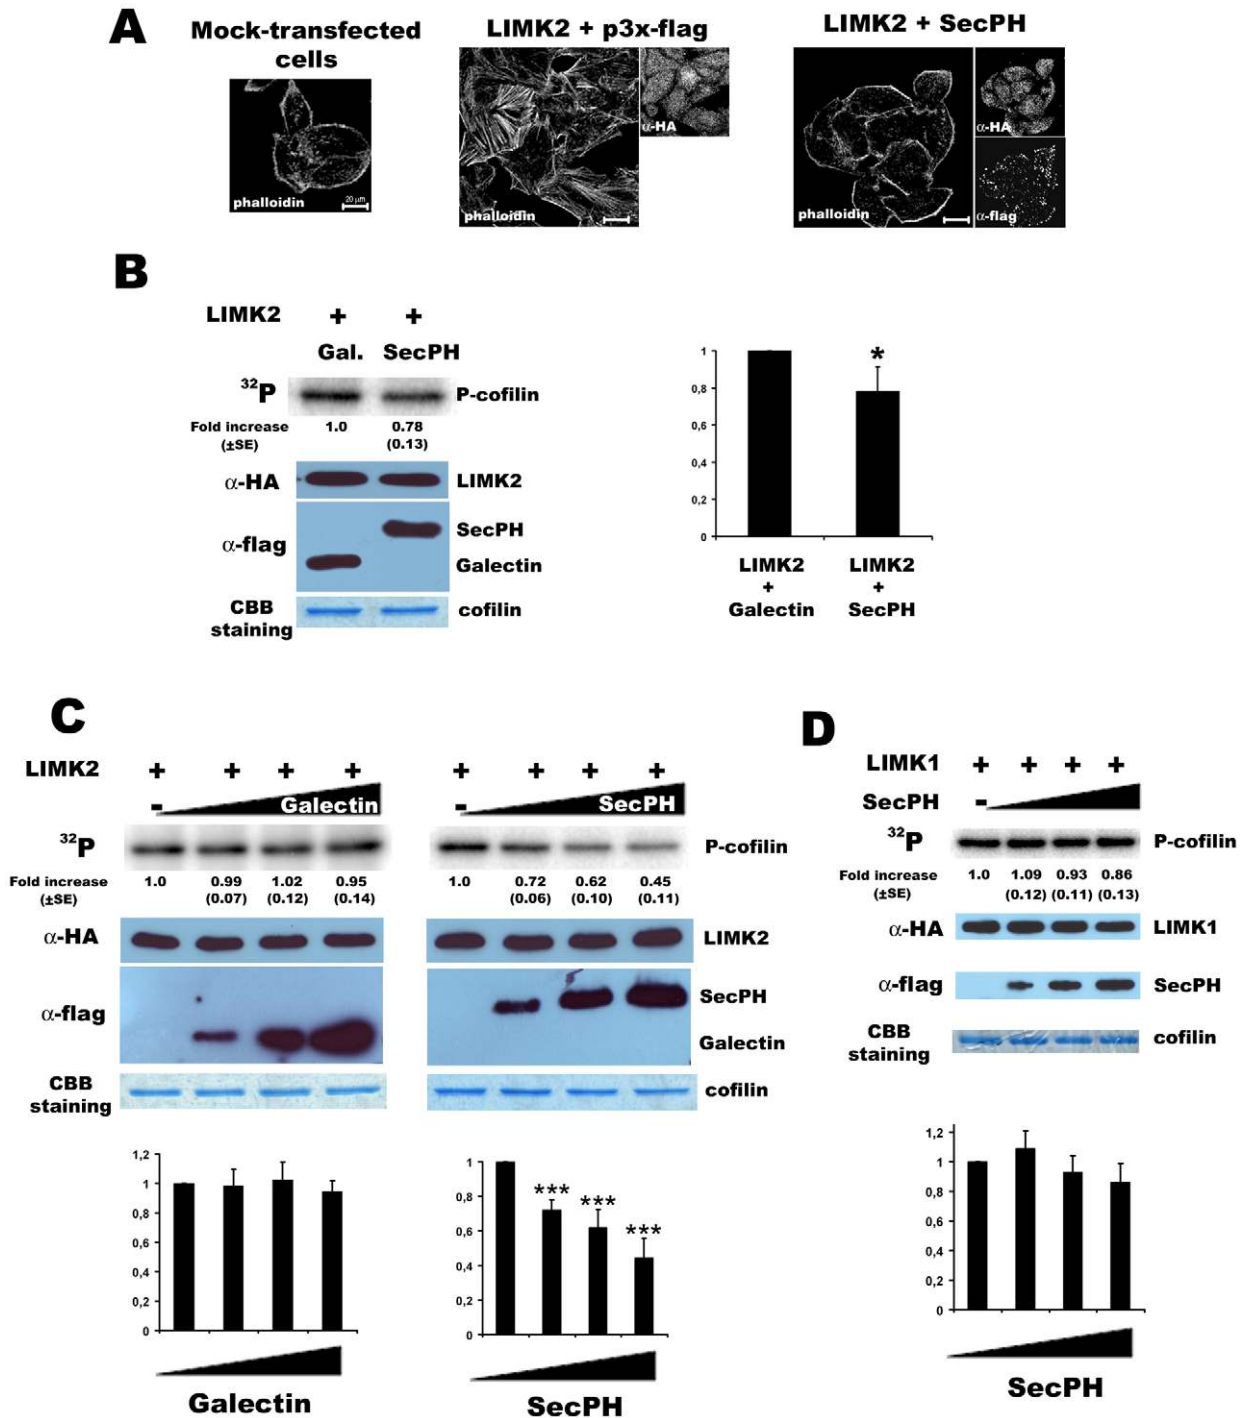 A
Mock-transfected
cells
phalloidin
20 µm
LIMK2 + p3x-flag
phalloidin
α-HA
LIMK2 + SecPH
phalloidin
α-HA
α-flag
B
LIMK2 + +
Gal. SecPH
32P P-cofilin
Fold increase 1.0 0.78
(±SE) (0.13)
α-HA LIMK2
SecPH
α-flag
Galectin
CBB cofilin
staining
1
0,8
0,6
0,4
0,2
0
*
LIMK2 LIMK2
+ +
Galectin SecPH
C
LIMK2 + + + + + + + +
- Galectin - SecPH
32P P-cofilin
Fold increase 1.0 0.99 1.02 0.95 1.0 0.72 0.62 0.45
(±SE) (0.07) (0.12) (0.14) (0.06) (0.10) (0.11)
α-HA LIMK2
SecPH
α-flag
Galectin
CBB cofilin
staining
1,2
1
0,8
0,6
0,4
0,2
0
Galectin
1
0,8
0,6
0,4
0,2
0
*** *** ***
SecPH
D
LIMK1 + + + +
SecPH -
32P P-cofilin
Fold increase 1.0 1.09 0.93 0.86
(±SE) (0.12) (0.11) (0.13)
α-HA LIMK1
α-flag SecPH
CBB cofilin
staining
1,2
1
0,8
0,6
0,4
0,2
0
SecPH